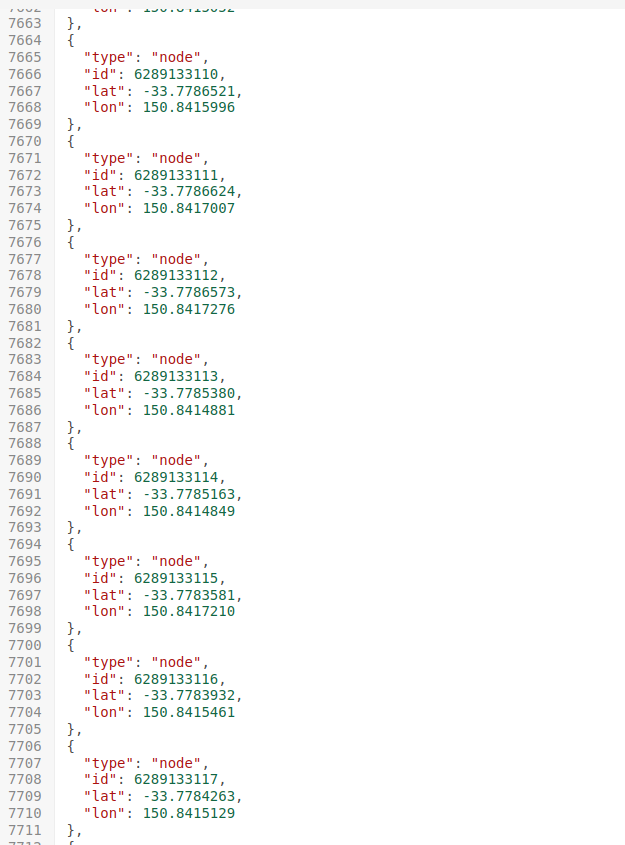 7663 },
7664 {
7665 "type": "node",
7666 "id": 6289133110,
7667 "lat": -33.7786521,
7668 "lon": 150.8415996
7669 },
7670 {
7671 "type": "node",
7672 "id": 6289133111,
7673 "lat": -33.7786624,
7674 "lon": 150.8417007
7675 },
7676 {
7677 "type": "node",
7678 "id": 6289133112,
7679 "lat": -33.7786573,
7680 "lon": 150.8417276
7681 },
7682 {
7683 "type": "node",
7684 "id": 6289133113,
7685 "lat": -33.7785380,
7686 "lon": 150.8414881
7687 },
7688 {
7689 "type": "node",
7690 "id": 6289133114,
7691 "lat": -33.7785163,
7692 "lon": 150.8414849
7693 },
7694 {
7695 "type": "node",
7696 "id": 6289133115,
7697 "lat": -33.7783581,
7698 "lon": 150.8417210
7699 },
7700 {
7701 "type": "node",
7702 "id": 6289133116,
7703 "lat": -33.7783932,
7704 "lon": 150.8415461
7705 },
7706 {
7707 "type": "node",
7708 "id": 6289133117,
7709 "lat": -33.7784263,
7710 "lon": 150.8415129
7711 },